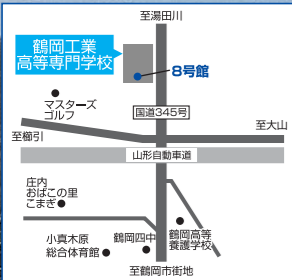 至湯田川
鶴岡工業
高等専門学校
8号館
マスターズ
ゴルフ
国道345号
至櫛引
至大山
山形自動車道
庄内
おばこの里
こまぎ
鶴岡高等
養護学校
鶴岡四中
小真木原
総合体育館
至鶴岡市街地